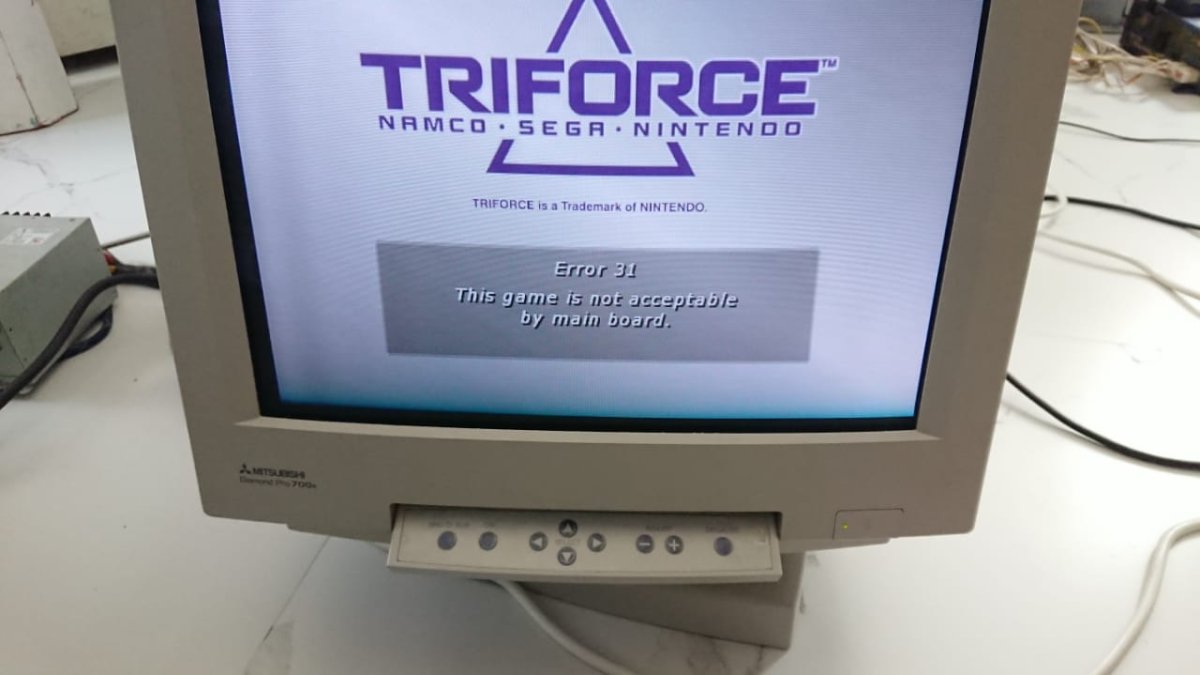 TRIFORCE™
NAMCO · SEGA · NINTENDO
TRIFORCE is a Trademark of NINTENDO.
Error 31
This game is not acceptable
by main board.
MITSUBISHI
Diamond Pro 700s